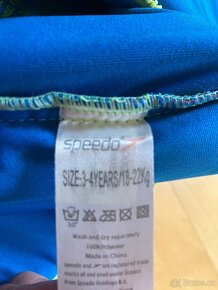 speedo
SIZE:3-4YEARS/18-22Kg
30°
Wash and dry separately
100% Polyester
Made in China
speedo and are registered trade
marks of and used under licence
from Speedo Holdings B.V.